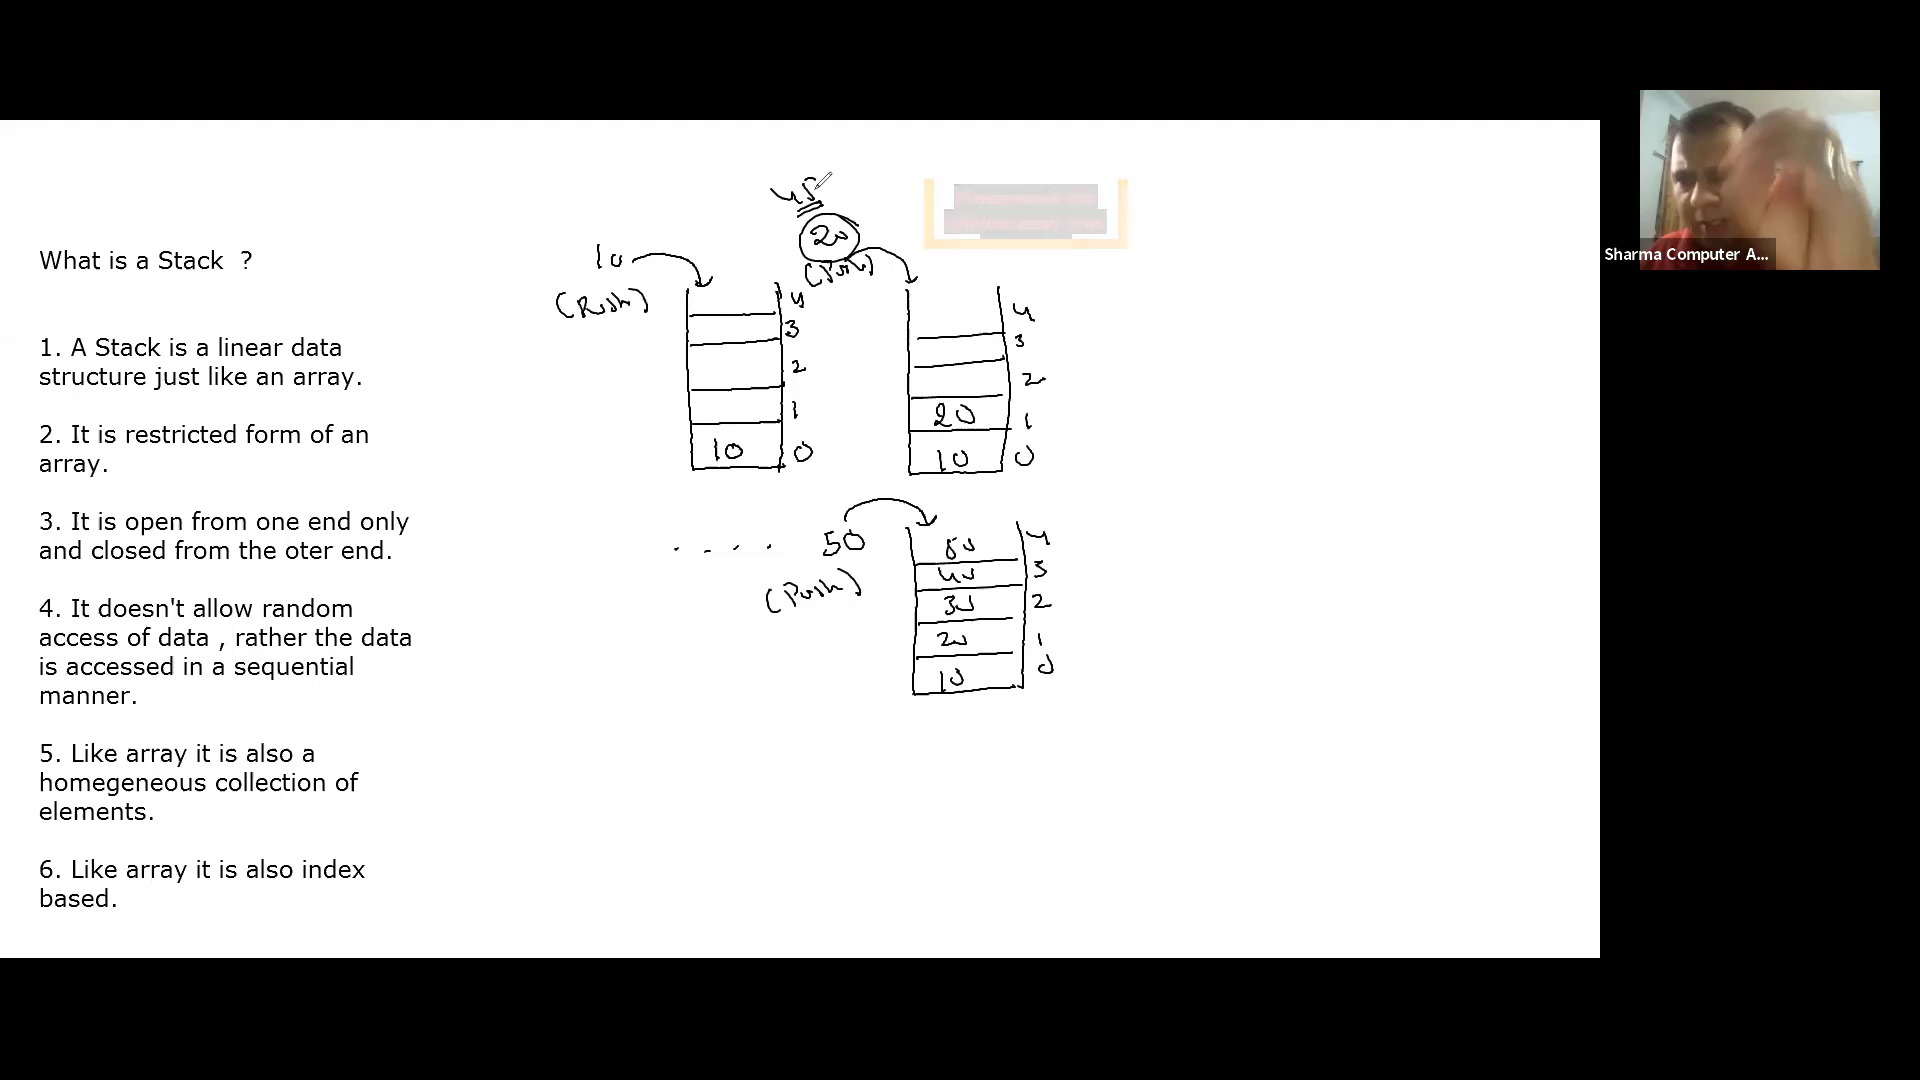 What is a Stack ?
1. A Stack is a linear data
structure just like an array.
2. It is restricted form of an
array.
3. It is open from one end only
and closed from the oter end.
4. It doesn't allow random
access of data , rather the data
is accessed in a sequential
manner.
5. Like array it is also a
homegeneous collection of
elements.
6. Like array it is also index
based.
45
20
(Push)
10
(Push)
4
3
2
1
10 0
4
3
2
20 1
10 0
. . . . 50
(Push)
50 4
40 3
30 2
20 1
10 0
Sharma Computer A...